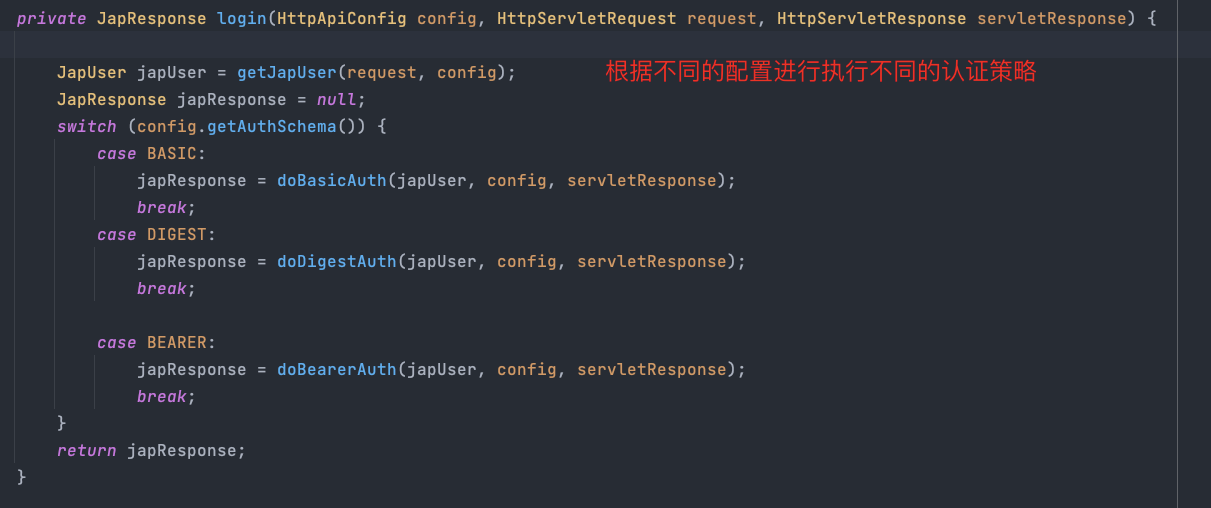 private JapResponse login(HttpApiConfig config, HttpServletRequest request, HttpServletResponse servletResponse) {
JapUser japUser = getJapUser(request, config); 根据不同的配置进行执行不同的认证策略
JapResponse japResponse = null;
switch (config.getAuthSchema()) {
case BASIC:
japResponse = doBasicAuth(japUser, config, servletResponse);
break;
case DIGEST:
japResponse = doDigestAuth(japUser, config, servletResponse);
break;
case BEARER:
japResponse = doBearerAuth(japUser, config, servletResponse);
break;
}
return japResponse;
}